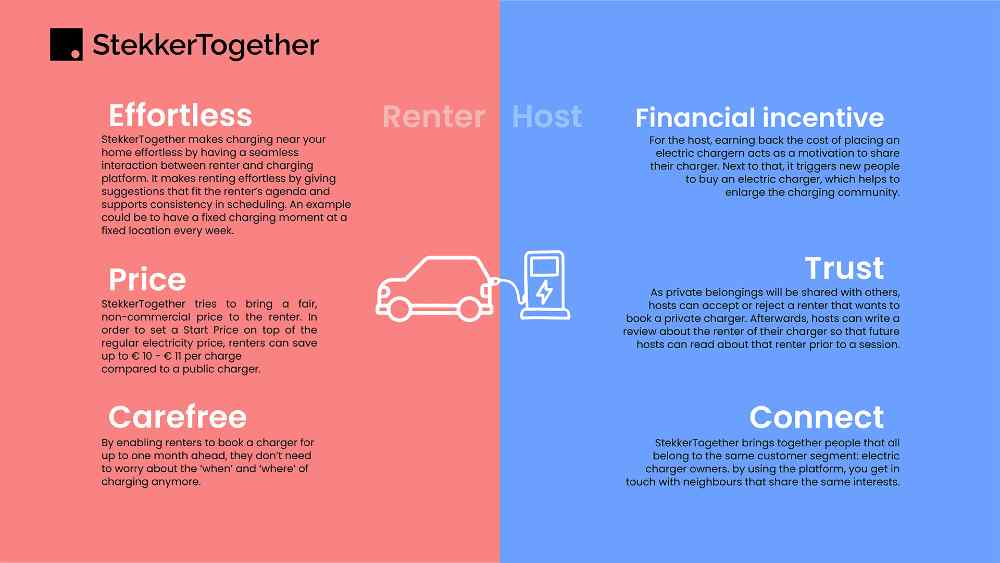 StekkerTogether
Effortless
StekkerTogether makes charging near your
home effortless by having a seamless
interaction between renter and charging
platform. It makes renting effortless by giving
suggestions that fit the renter's agenda and
supports consistency in scheduling. An example
could be to have a fixed charging moment at a
fixed location every week.
Price
StekkerTogether tries to bring a fair,
non-commercial price to the renter. In
order to set a Start Price on top of the
regular electricity price, renters can save
up to € 10 - € 11 per charge
compared to a public charger.
Carefree
By enabling renters to book a charger for
up to one month ahead, they don't need
to worry about the 'when' and 'where' of
charging anymore.
Renter
Host
Financial incentive
For the host, earning back the cost of placing an
electric chargern acts as a motivation to share
their charger. Next to that, it triggers new people
to buy an electric charger, which helps to
enlarge the charging community.
Trust
As private belongings will be shared with others,
hosts can accept or reject a renter that wants to
book a private charger. Afterwards, hosts can write a
review about the renter of their charger so that future
hosts can read about that renter prior to a session.
Connect
StekkerTogether brings together people that all
belong to the same customer segment: electric
charger owners. by using the platform, you get in
touch with neighbours that share the same interests.